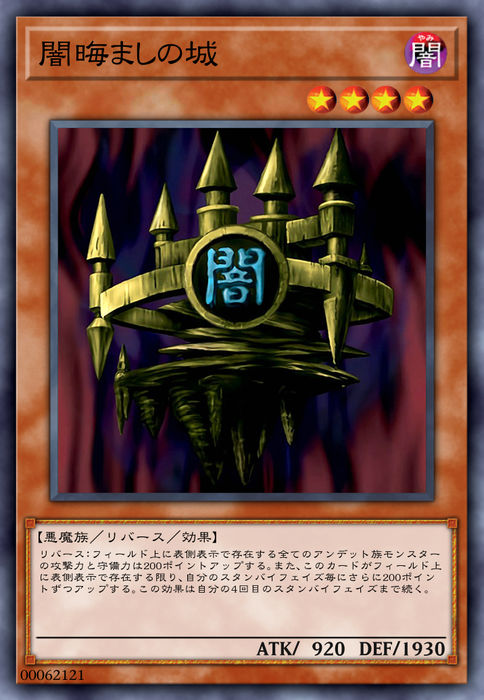 闇晦ましの城
やみ
闇
闇
【悪魔族／リバース／効果】
リバース：フィールド上に表側表示で存在する全てのアンデット族モンスター
の攻撃力と守備力は200ポイントアップする。また、このカードがフィールド上
に表側表示で存在する限り、自分のスタンバイフェイズ毎にさらに200ポイン
トずつアップする。この効果は自分の4回目のスタンバイフェイズまで続く。
ATK/ 920 DEF/1930
00062121